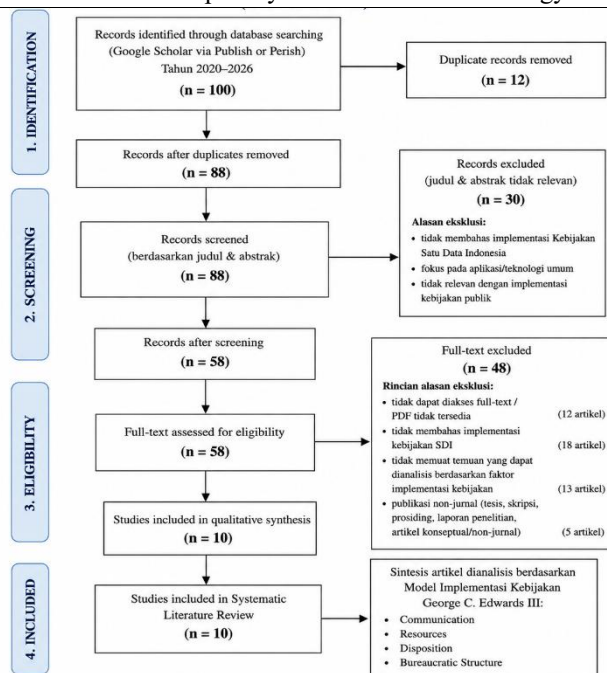 1. IDENTIFICATION
Records identified through database searching
(Google Scholar via Publish or Perish)
Tahun 2020–2026
(n = 100)
Duplicate records removed
(n = 12)
Records after duplicates removed
(n = 88)
2. SCREENING
Records screened
(berdasarkan judul & abstrak)
(n = 88)
Records excluded
(judul & abstrak tidak relevan)
(n = 30)
Alasan eksklusi:
• tidak membahas implementasi Kebijakan
Satu Data Indonesia
• fokus pada aplikasi/teknologi umum
• tidak relevan dengan implementasi
kebijakan publik
Records after screening
(n = 58)
3. ELIGIBILITY
Full-text assessed for eligibility
(n = 58)
Full-text excluded
(n = 48)
Rincian alasan eksklusi:
• tidak dapat diakses full-text /
PDF tidak tersedia (12 artikel)
• tidak membahas implementasi
kebijakan SDI (18 artikel)
• tidak memuat temuan yang dapat
dianalisis berdasarkan faktor
implementasi kebijakan (13 artikel)
• publikasi non-jurnal (tesis, skripsi,
prosiding, laporan penelitian,
artikel konseptual/non-jurnal) (5 artikel)
Studies included in qualitative synthesis
(n = 10)
4. INCLUDED
Studies included in Systematic
Literature Review
(n = 10)
Sintesis artikel dianalisis berdasarkan
Model Implementasi Kebijakan
George C. Edwards III:
• Communication
• Resources
• Disposition
• Bureaucratic Structure